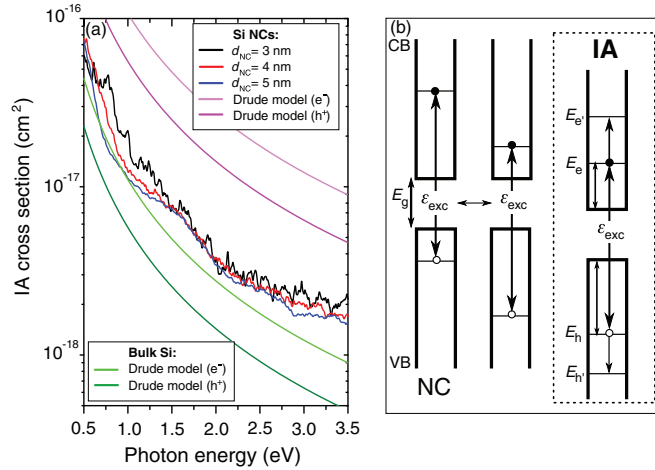 (a)
Si NCs:
d_NC = 3 nm
d_NC = 4 nm
d_NC = 5 nm
Drude model (e⁻)
Drude model (h⁺)
Bulk Si:
Drude model (e⁻)
Drude model (h⁺)
IA cross section (cm²)
10⁻¹⁶
10⁻¹⁷
10⁻¹⁸
0.5 1.0 1.5 2.0 2.5 3.0 3.5
Photon energy (eV)
(b)
CB
E_g
ε_exc
ε_exc
VB
NC
IA
E_e'
E_e
ε_exc
E_h
E_h'